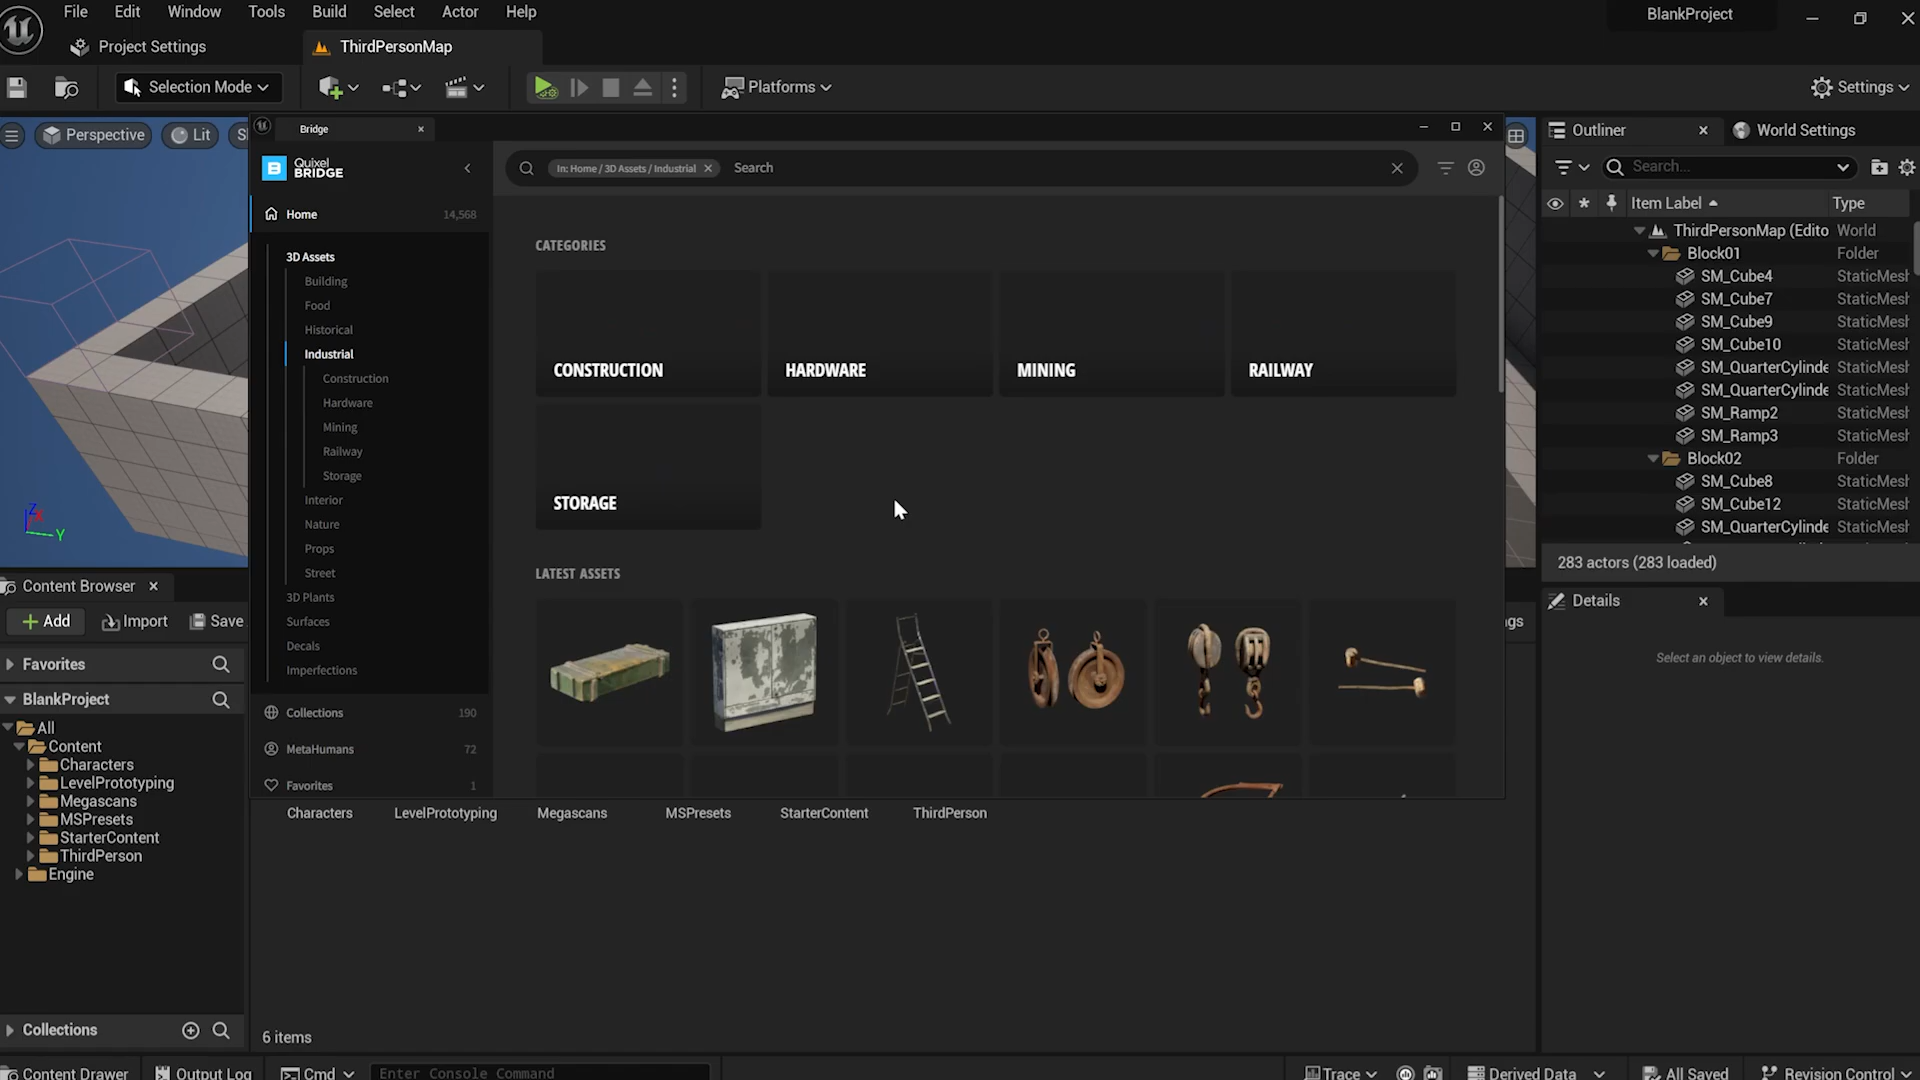 File Edit Window Tools Build Select Actor Help
BlankProject
Project Settings
ThirdPersonMap
Selection Mode
Platforms
Settings
Perspective
Lit
Bridge
Quixel
BRIDGE
In: Home / 3D Assets / Industrial
Search
Home 14,568
3D Assets
Building
Food
Historical
Industrial
Construction
Hardware
Mining
Railway
Storage
Interior
Nature
Props
Street
3D Plants
Surfaces
Decals
Imperfections
Collections 190
MetaHumans 72
Favorites 1
CATEGORIES
CONSTRUCTION
HARDWARE
MINING
RAILWAY
STORAGE
LATEST ASSETS
Outliner
World Settings
Search...
Item Label Type
ThirdPersonMap (Edito World
Block01 Folder
SM_Cube4 StaticMesh
SM_Cube7 StaticMesh
SM_Cube9 StaticMesh
SM_Cube10 StaticMesh
SM_QuarterCylinde StaticMesh
SM_QuarterCylinde StaticMesh
SM_Ramp2 StaticMesh
SM_Ramp3 StaticMesh
Block02 Folder
SM_Cube8 StaticMesh
SM_Cube12 StaticMesh
SM_QuarterCylinde StaticMesh
283 actors (283 loaded)
Details
Select an object to view details.
Z
Y
Content Browser
Add
Import
Save
ngs
Favorites
BlankProject
All
Content
Characters
LevelPrototyping
Megascans
MSPresets
StarterContent
ThirdPerson
Engine
Collections
Characters LevelPrototyping Megascans MSPresets StarterContent ThirdPerson
6 items
Content Drawer
Output Log
Cmd
Enter Console Command
Trace
Derived Data
All Saved
Revision Control